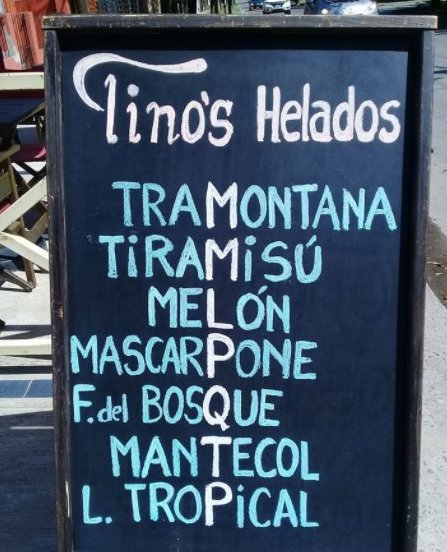 Tino's Helados
TRAMONTANA
TiRAMiSÚ
MELÓN
MASCARPONE
F. del BOSQUE
MANTECOL
L. TROPiCAL